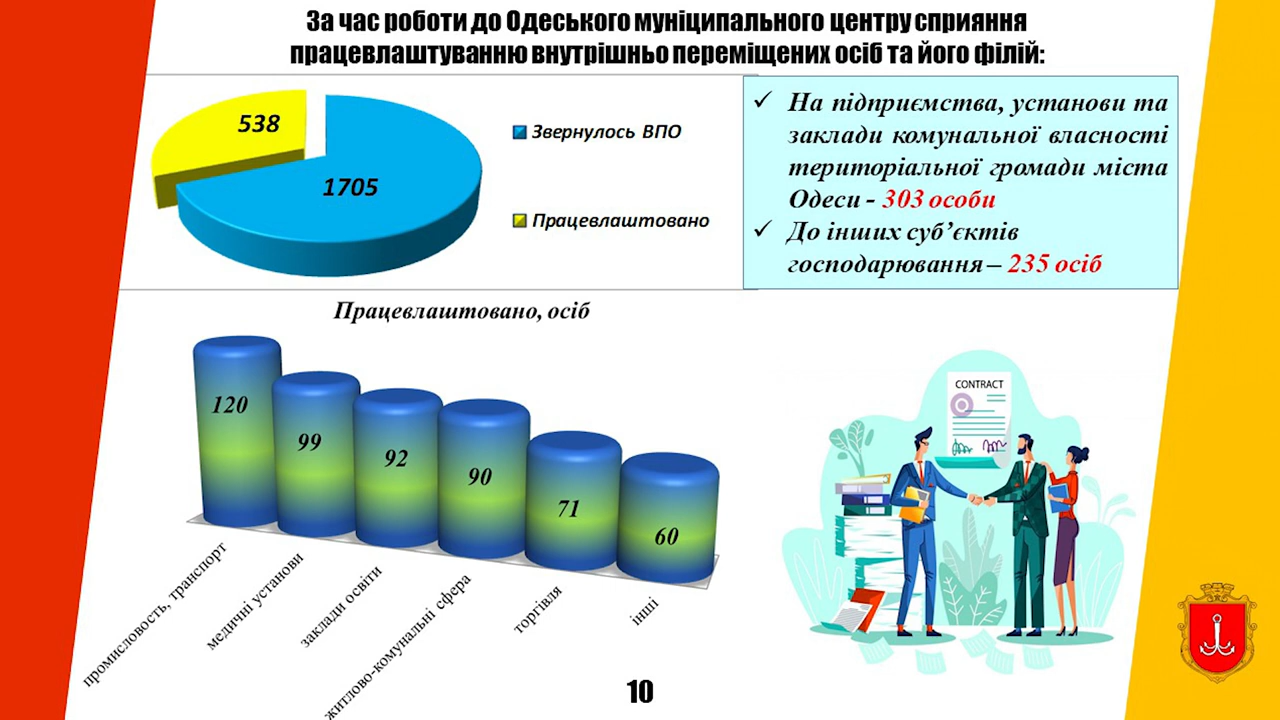 За час роботи до Одеського муніципального центру сприяння
працевлаштуванню внутрішньо переміщених осіб та його філій:
538
1705
Звернулось ВПО
Працевлаштовано
На підприємства, установи та
заклади комунальної власності
територіальної громади міста
Одеси - 303 особи
До інших суб’єктів
господарювання – 235 осіб
Працевлаштовано, осіб
120
99
92
90
71
60
промисловость, транспорт
медичні установи
заклади освіти
житлово-комунальні сфера
торгівля
інші
CONTRACT
10